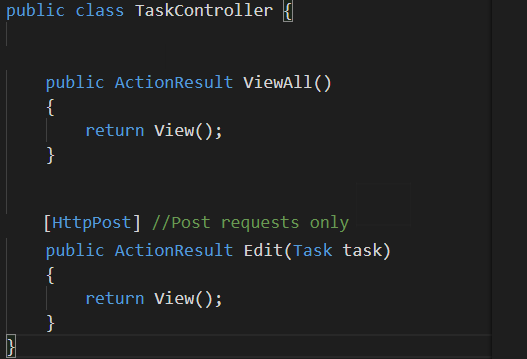 public class TaskController {
public ActionResult ViewAll()
{
return View();
}
[HttpPost] //Post requests only
public ActionResult Edit(Task task)
{
return View();
}
}